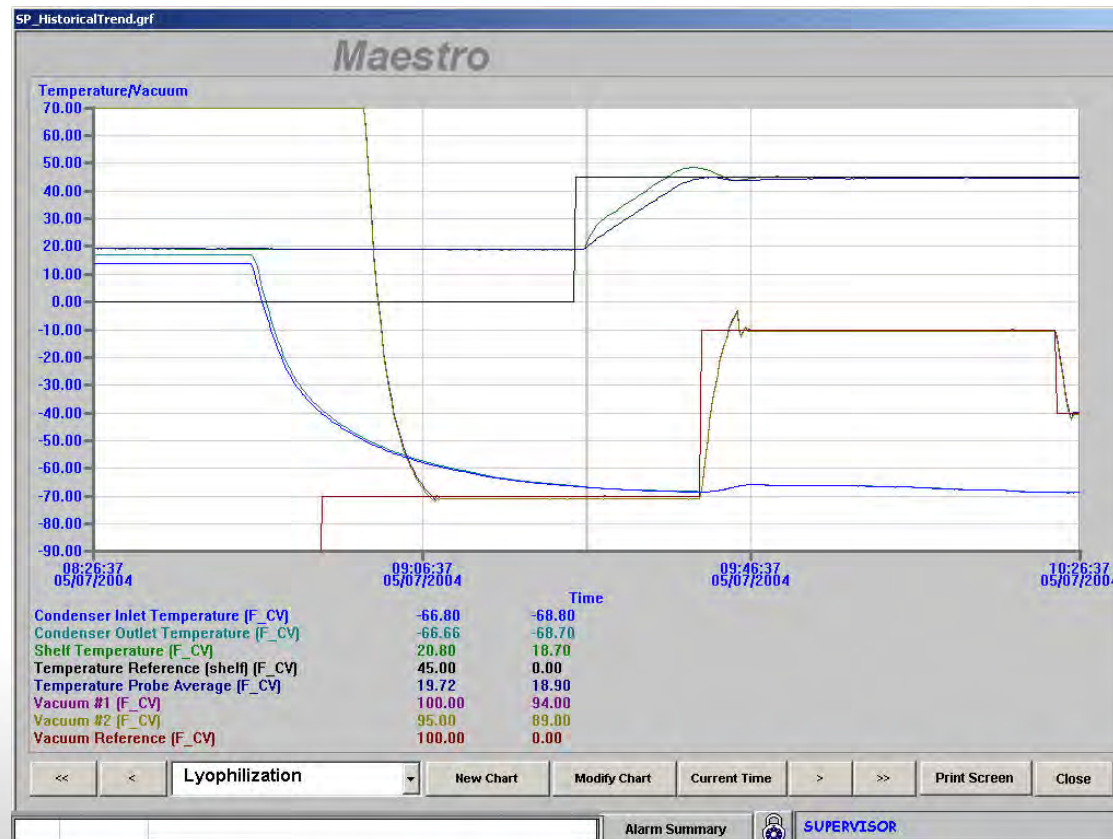 SP_HistoricalTrend.grf
Maestro
Temperature/Vacuum
70.00
60.00
50.00
40.00
30.00
20.00
10.00
0.00
-10.00
-20.00
-30.00
-40.00
-50.00
-60.00
-70.00
-80.00
-90.00
08:26:37 09:06:37 09:46:37 10:26:37
05/07/2004 05/07/2004 05/07/2004 05/07/2004
Time
Condenser Inlet Temperature (F_CV) -66.80 -68.80
Condenser Outlet Temperature (F_CV) -66.66 -68.70
Shelf Temperature (F_CV) 20.80 18.70
Temperature Reference (shelf) (F_CV) 45.00 0.00
Temperature Probe Average (F_CV) 19.72 18.90
Vacuum #1 (F_CV) 100.00 94.00
Vacuum #2 (F_CV) 95.00 89.00
Vacuum Reference (F_CV) 100.00 0.00
<< < Lyophilization New Chart Modify Chart Current Time > >> Print Screen Close
Alarm Summary SUPERVISOR